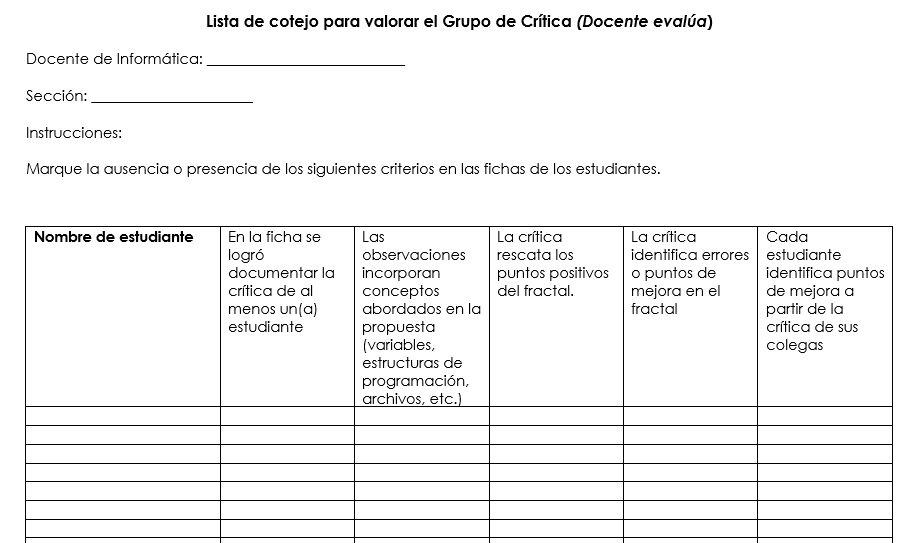 Lista de cotejo para valorar el Grupo de Crítica (Docente evalúa)
Docente de Informática: ________________________
Sección: ____________________
Instrucciones:
Marque la ausencia o presencia de los siguientes criterios en las fichas de los estudiantes.
Nombre de estudiante
En la ficha se
logró
documentar la
crítica de al
menos un(a)
estudiante
Las
observaciones
incorporan
conceptos
abordados en la
propuesta
(variables,
estructuras de
programación,
archivos, etc.)
La crítica
rescata los
puntos positivos
del fractal.
La crítica
identifica errores
o puntos de
mejora en el
fractal
Cada
estudiante
identifica puntos
de mejora a
partir de la
crítica de sus
colegas